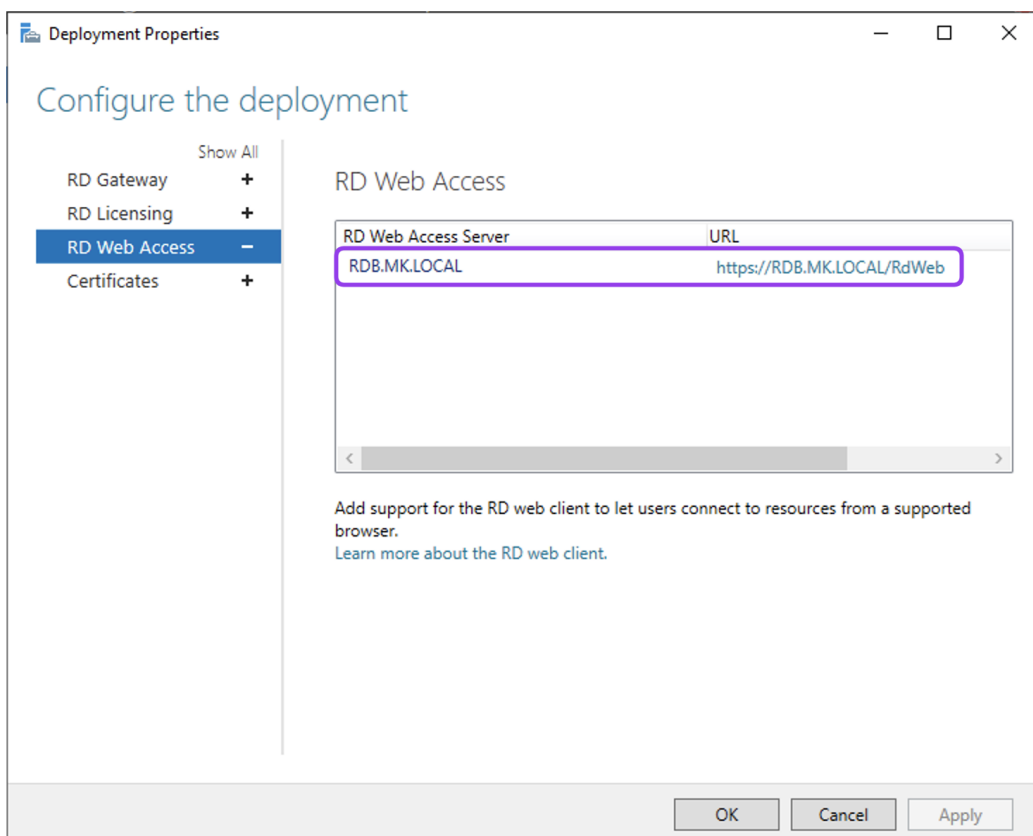 Deployment Properties
Configure the deployment
Show All
RD Gateway +
RD Licensing +
RD Web Access –
Certificates +
RD Web Access
RD Web Access Server URL
RDB.MK.LOCAL https://RDB.MK.LOCAL/RdWeb
Add support for the RD web client to let users connect to resources from a supported
browser.
Learn more about the RD web client.
OK Cancel Apply